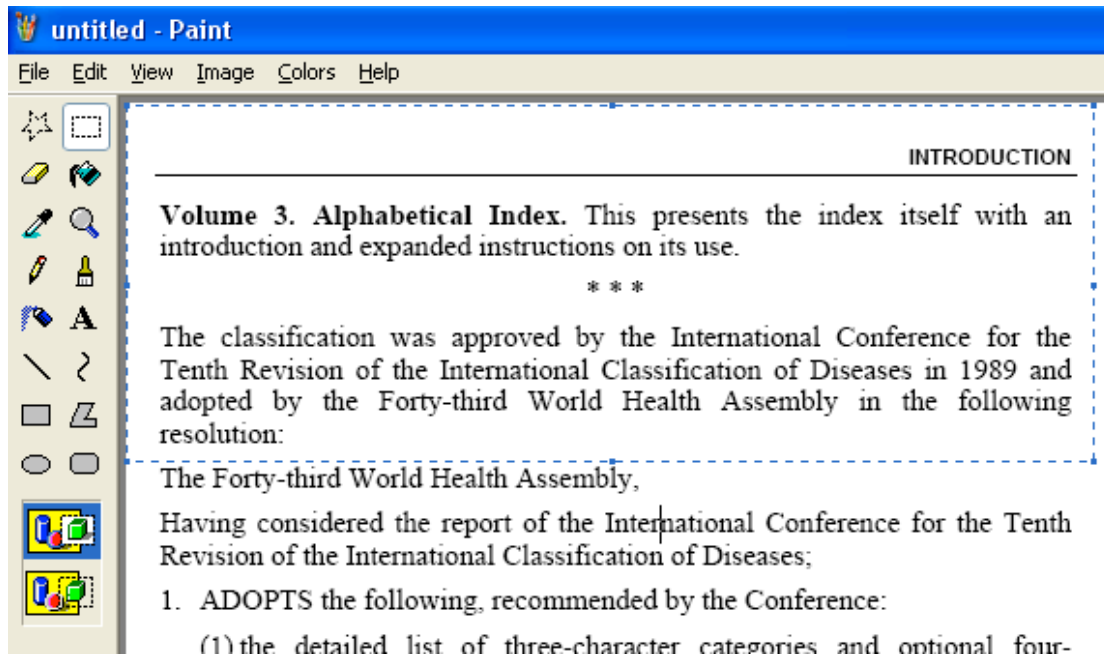 untitled - Paint
File Edit View Image Colors Help
A
INTRODUCTION
Volume 3. Alphabetical Index. This presents the index itself with an
introduction and expanded instructions on its use.
* * *
The classification was approved by the International Conference for the
Tenth Revision of the International Classification of Diseases in 1989 and
adopted by the Forty-third World Health Assembly in the following
resolution:
The Forty-third World Health Assembly,
Having considered the report of the International Conference for the Tenth
Revision of the International Classification of Diseases;
1. ADOPTS the following, recommended by the Conference:
(1) the detailed list of three-character categories and optional four-